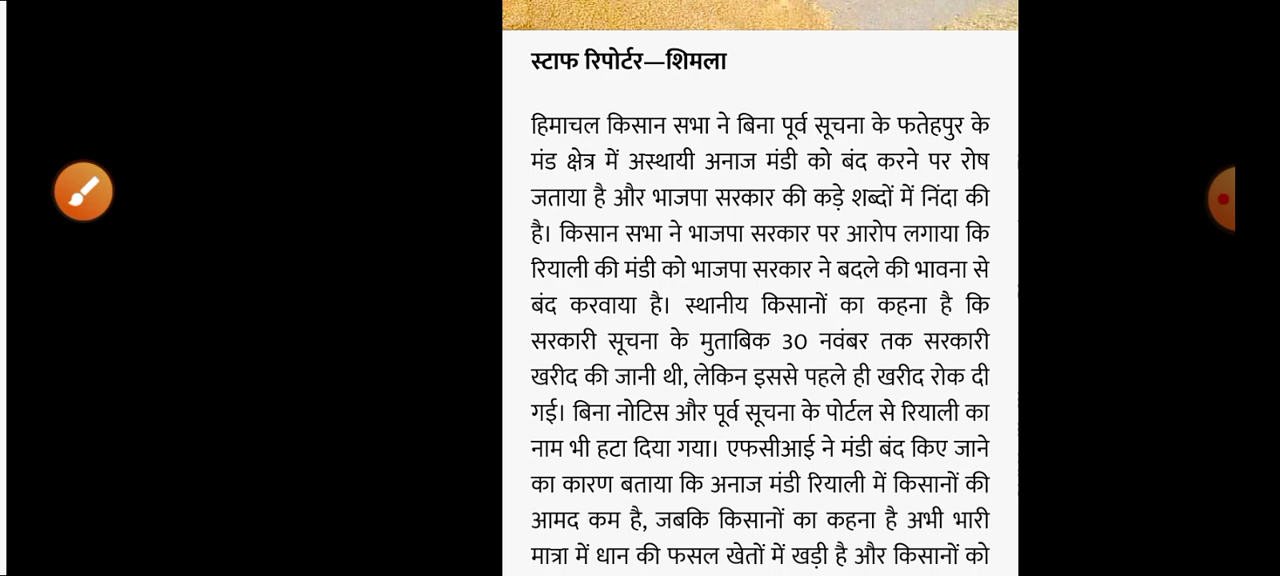 स्टाफ रिपोर्टर—शिमला
हिमाचल किसान सभा ने बिना पूर्व सूचना के फतेहपुर के
मंड क्षेत्र में अस्थायी अनाज मंडी को बंद करने पर रोष
जताया है और भाजपा सरकार की कड़े शब्दों में निंदा की
है। किसान सभा ने भाजपा सरकार पर आरोप लगाया कि
रियाली की मंडी को भाजपा सरकार ने बदले की भावना से
बंद करवाया है। स्थानीय किसानों का कहना है कि
सरकारी सूचना के मुताबिक 30 नवंबर तक सरकारी
खरीद की जानी थी, लेकिन इससे पहले ही खरीद रोक दी
गई। बिना नोटिस और पूर्व सूचना के पोर्टल से रियाली का
नाम भी हटा दिया गया। एफसीआई ने मंडी बंद किए जाने
का कारण बताया कि अनाज मंडी रियाली में किसानों की
आमद कम है, जबकि किसानों का कहना है अभी भारी
मात्रा में धान की फसल खेतों में खड़ी है और किसानों को